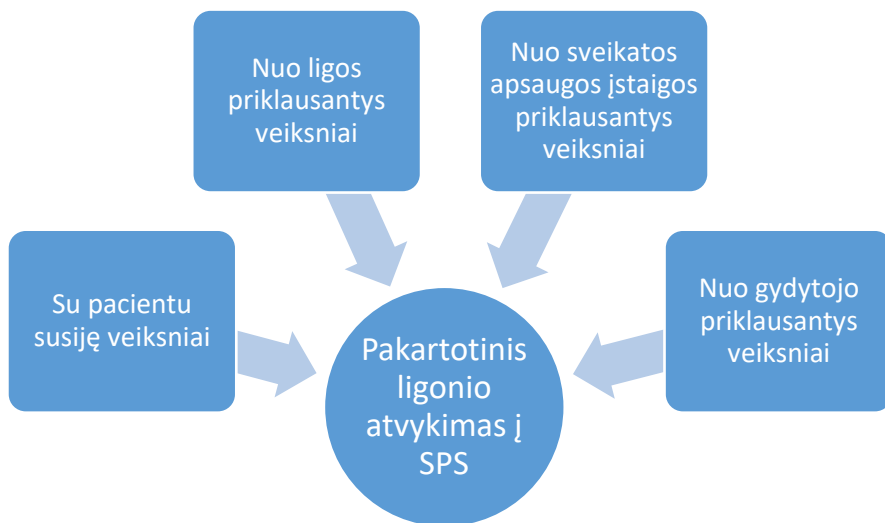 Nuo ligos
priklausantys
veiksniai
Nuo sveikatos
apsaugos įstaigos
priklausantys
veiksniai
Su pacientu
susiję veiksniai
Nuo gydytojo
priklausantys
veiksniai
Pakartotinis
ligonio
atvykimas į
SPS